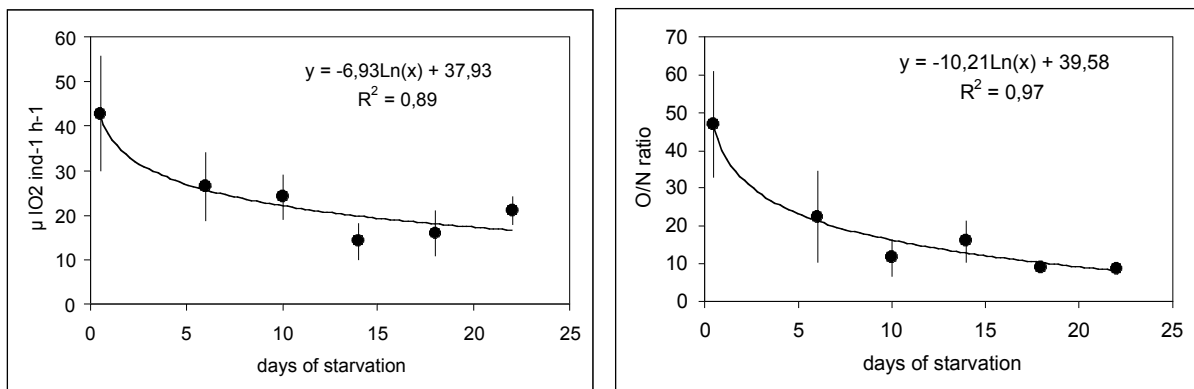 60
50
40
30
20
10
0
µ lO2 ind-1 h-1
y = -6,93Ln(x) + 37,93
R² = 0,89
0 5 10 15 20 25
days of starvation
70
60
50
40
30
20
10
0
O/N ratio
y = -10,21Ln(x) + 39,58
R² = 0,97
0 5 10 15 20 25
days of starvation